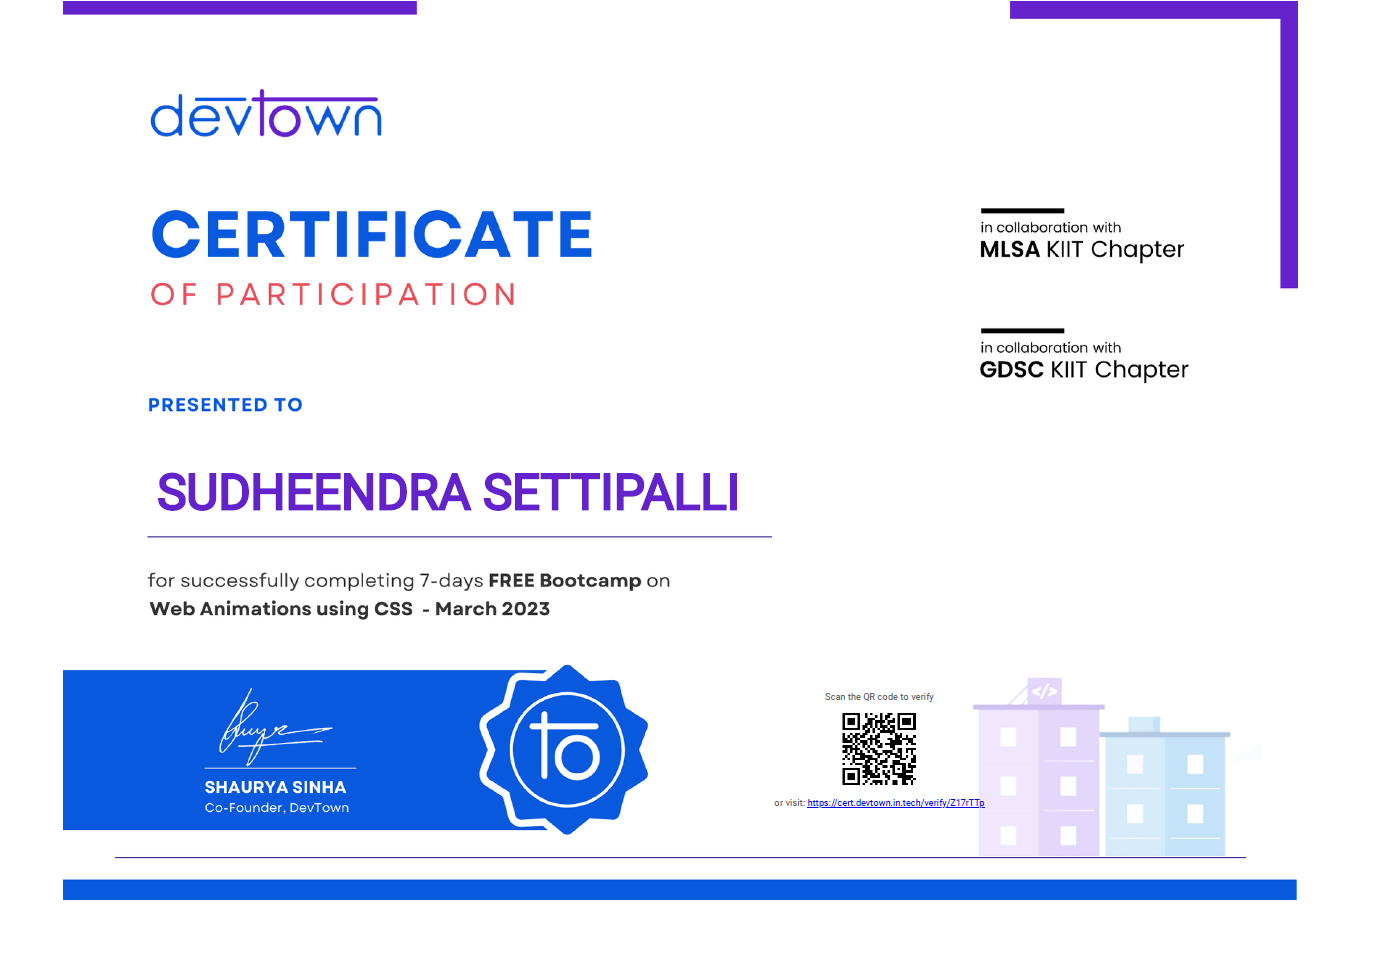 devtown
CERTIFICATE
OF PARTICIPATION
in collaboration with
MLSA KIIT Chapter
in collaboration with
GDSC KIIT Chapter
PRESENTED TO
SUDHEENDRA SETTIPALLI
for successfully completing 7-days FREE Bootcamp on
Web Animations using CSS - March 2023
SHAURYA SINHA
Co-Founder, DevTown
to
Scan the QR code to verify
or visit: https://cert.devtown.in.tech/verify/Z17rTTp
</>